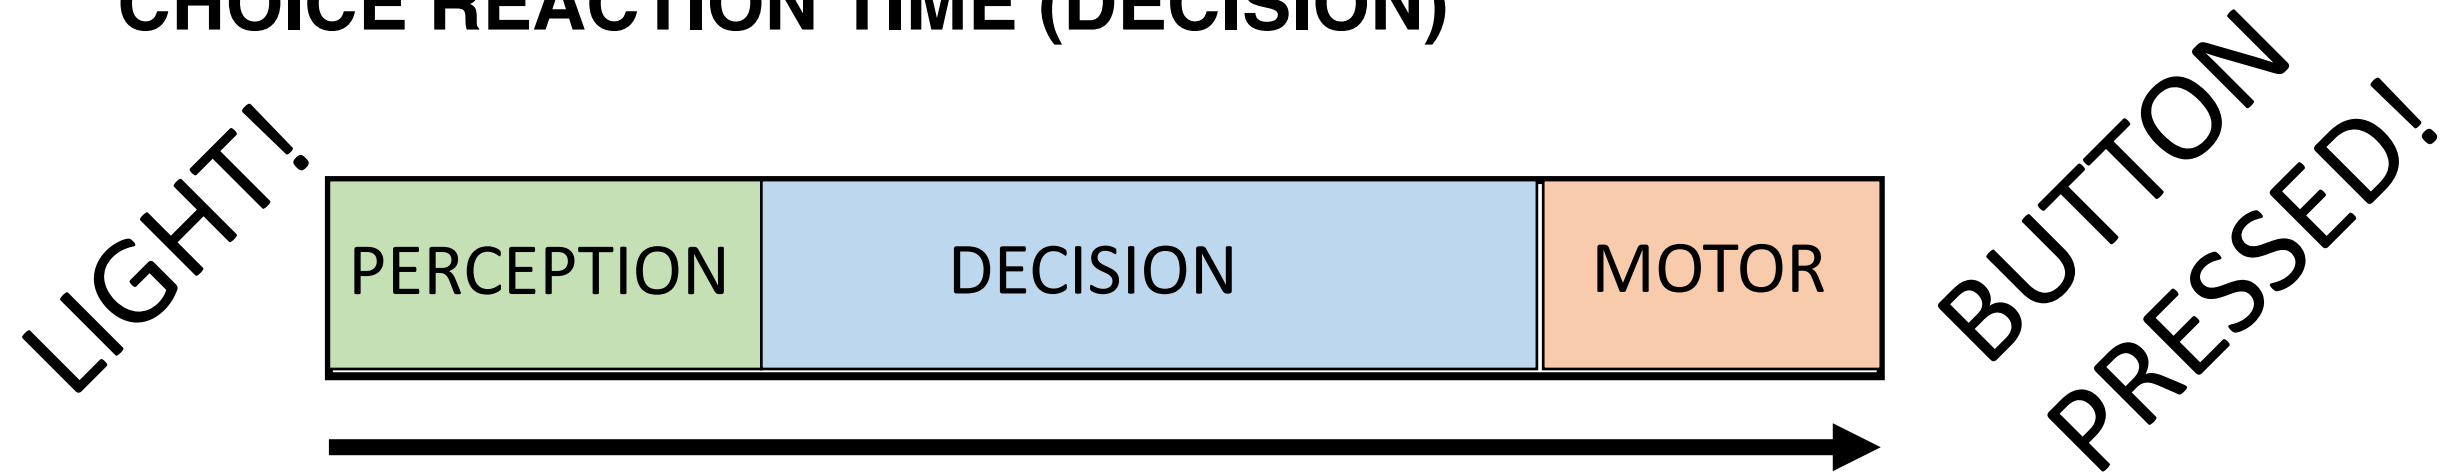 CHOICE REACTION TIME (DECISION)
LIGHT!
PERCEPTION
DECISION
MOTOR
BUTTON
PRESSED!